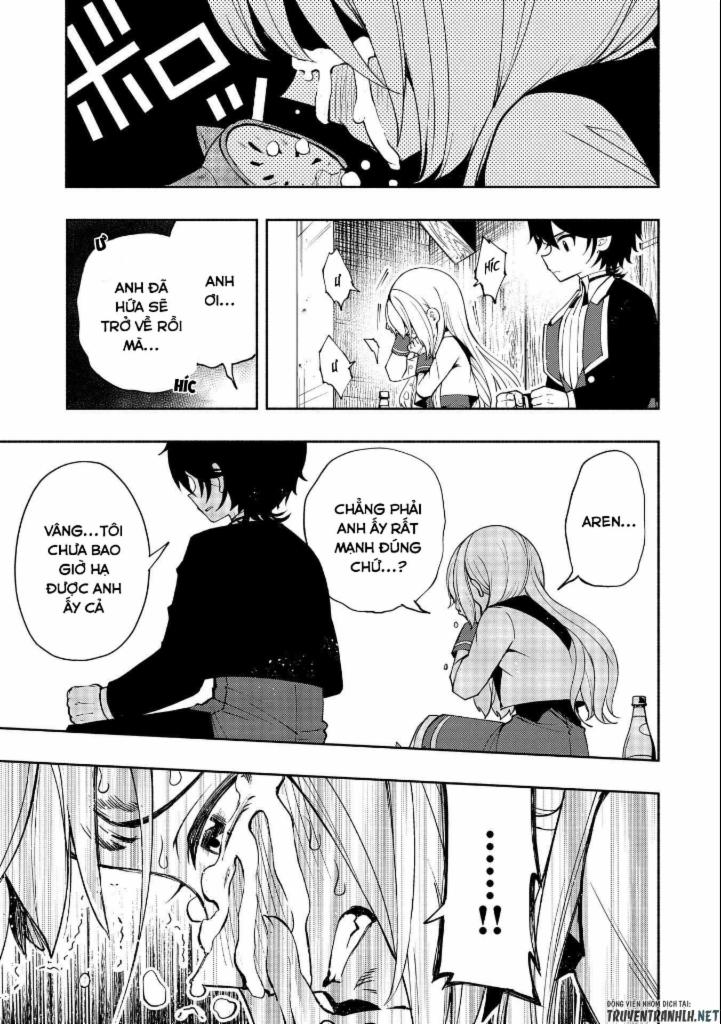 ボロッ
HÍC
Ư
Ư
ANH
ƠI...
Ư
ANH ĐÃ
HỨA SẼ
TRỞ VỀ RỒI
MÀ...
HÍC
AREN...
CHẲNG PHẢI
ANH ẤY RẤT
MẠNH ĐÚNG
CHỨ...?
VÂNG...TÔI
CHƯA BAO
GIỜ HẠ
ĐƯỢC ANH
ẤY CẢ
......!!
ĐỘNG VIÊN NHÓM DỊCH TẠI:
TRUYENTRANHLH.NET